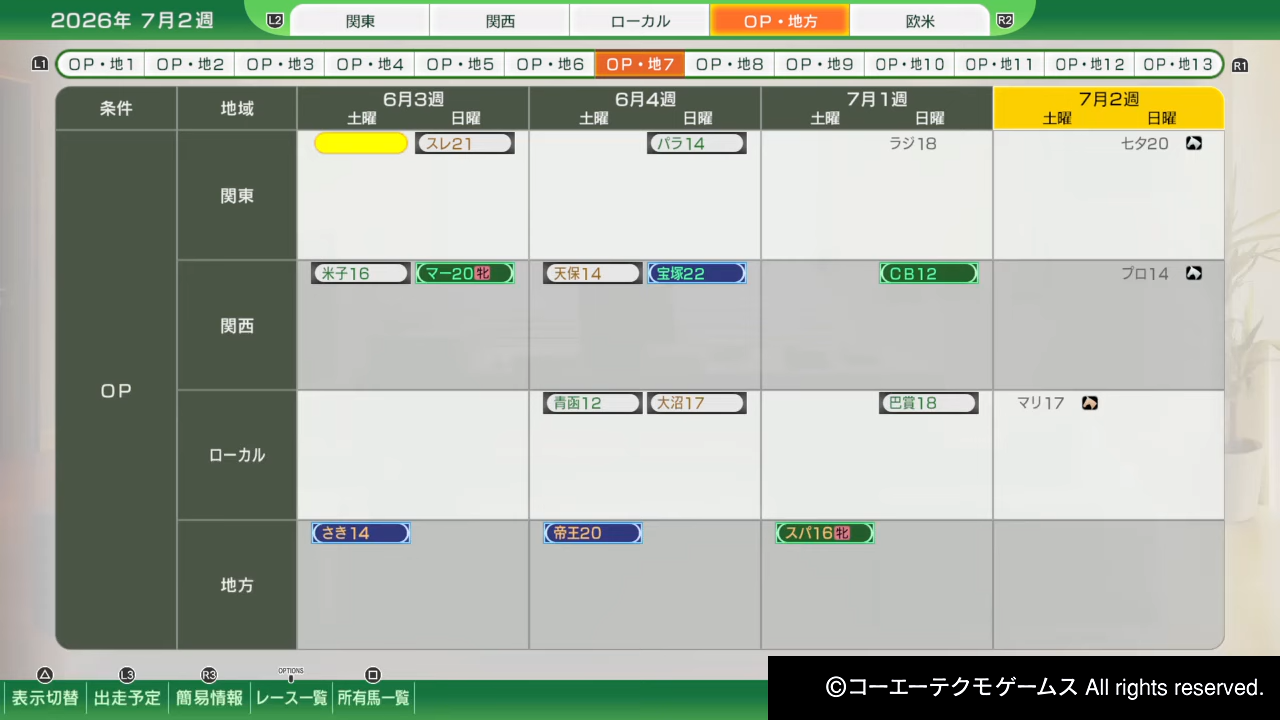 2026年 7月2週
L2 関東 関西 ローカル OP・地方 欧米 R2
L1 OP・地1 OP・地2 OP・地3 OP・地4 OP・地5 OP・地6 OP・地7 OP・地8 OP・地9 OP・地10 OP・地11 OP・地12 OP・地13 R1
条件 地域 6月3週 6月4週 7月1週 7月2週
土曜 日曜 土曜 日曜 土曜 日曜 土曜 日曜
スレ21 パラ14 ラジ18 七夕20
関東
米子16 マー20牝 天保14 宝塚22 CB12 プロ14
関西
OP
青函12 大沼17 巴賞18 マリ17
ローカル
さき14 帝王20 スパ16牝
地方
L3 R3 OPTIONS
表示切替 出走予定 簡易情報 レース一覧 所有馬一覧
©コーエーテクモゲームス All rights reserved.